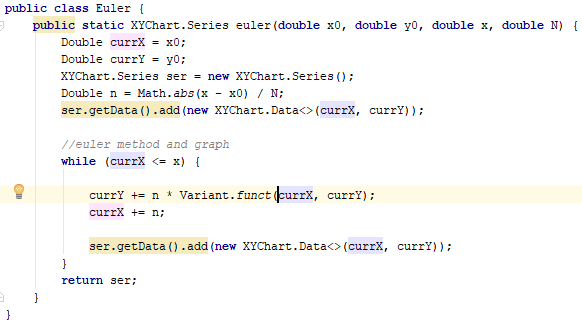 public class Euler {
    public static XYChart.Series euler(double x0, double y0, double x, double N) {
        Double currX = x0;
        Double currY = y0;
        XYChart.Series ser = new XYChart.Series();
        Double n = Math.abs(x - x0) / N;
        ser.getData().add(new XYChart.Data<>(currX, currY));

        //euler method and graph
        while (currX <= x) {

            currY += n * Variant.funct(currX, currY);
            currX += n;

            ser.getData().add(new XYChart.Data<>(currX, currY));
        }
        return ser;
    }
}